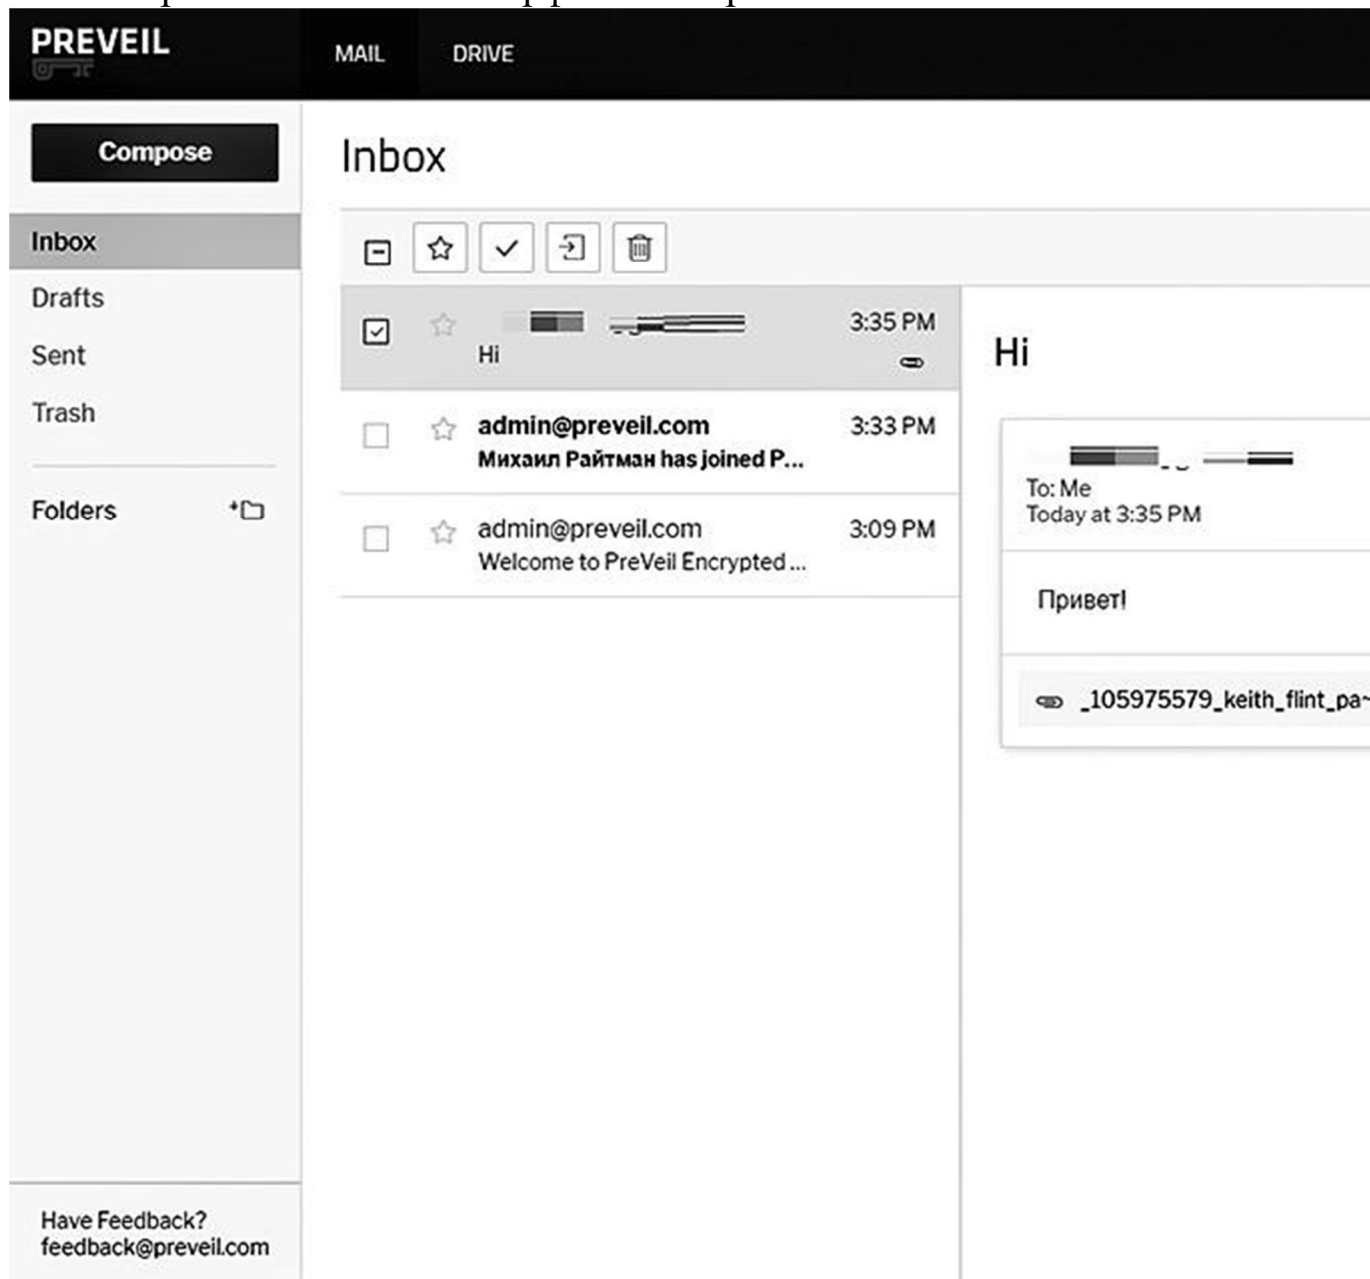 PREVEIL
MAIL
DRIVE
Compose
Inbox
Drafts
Sent
Trash
Folders
Have Feedback?
feedback@preveil.com
Inbox
3:35 PM
Hi
admin@preveil.com 3:33 PM
Михаил Райтман has joined P...
admin@preveil.com 3:09 PM
Welcome to PreVeil Encrypted ...
Hi
To: Me
Today at 3:35 PM
Привет!
_105975579_keith_flint_pa~